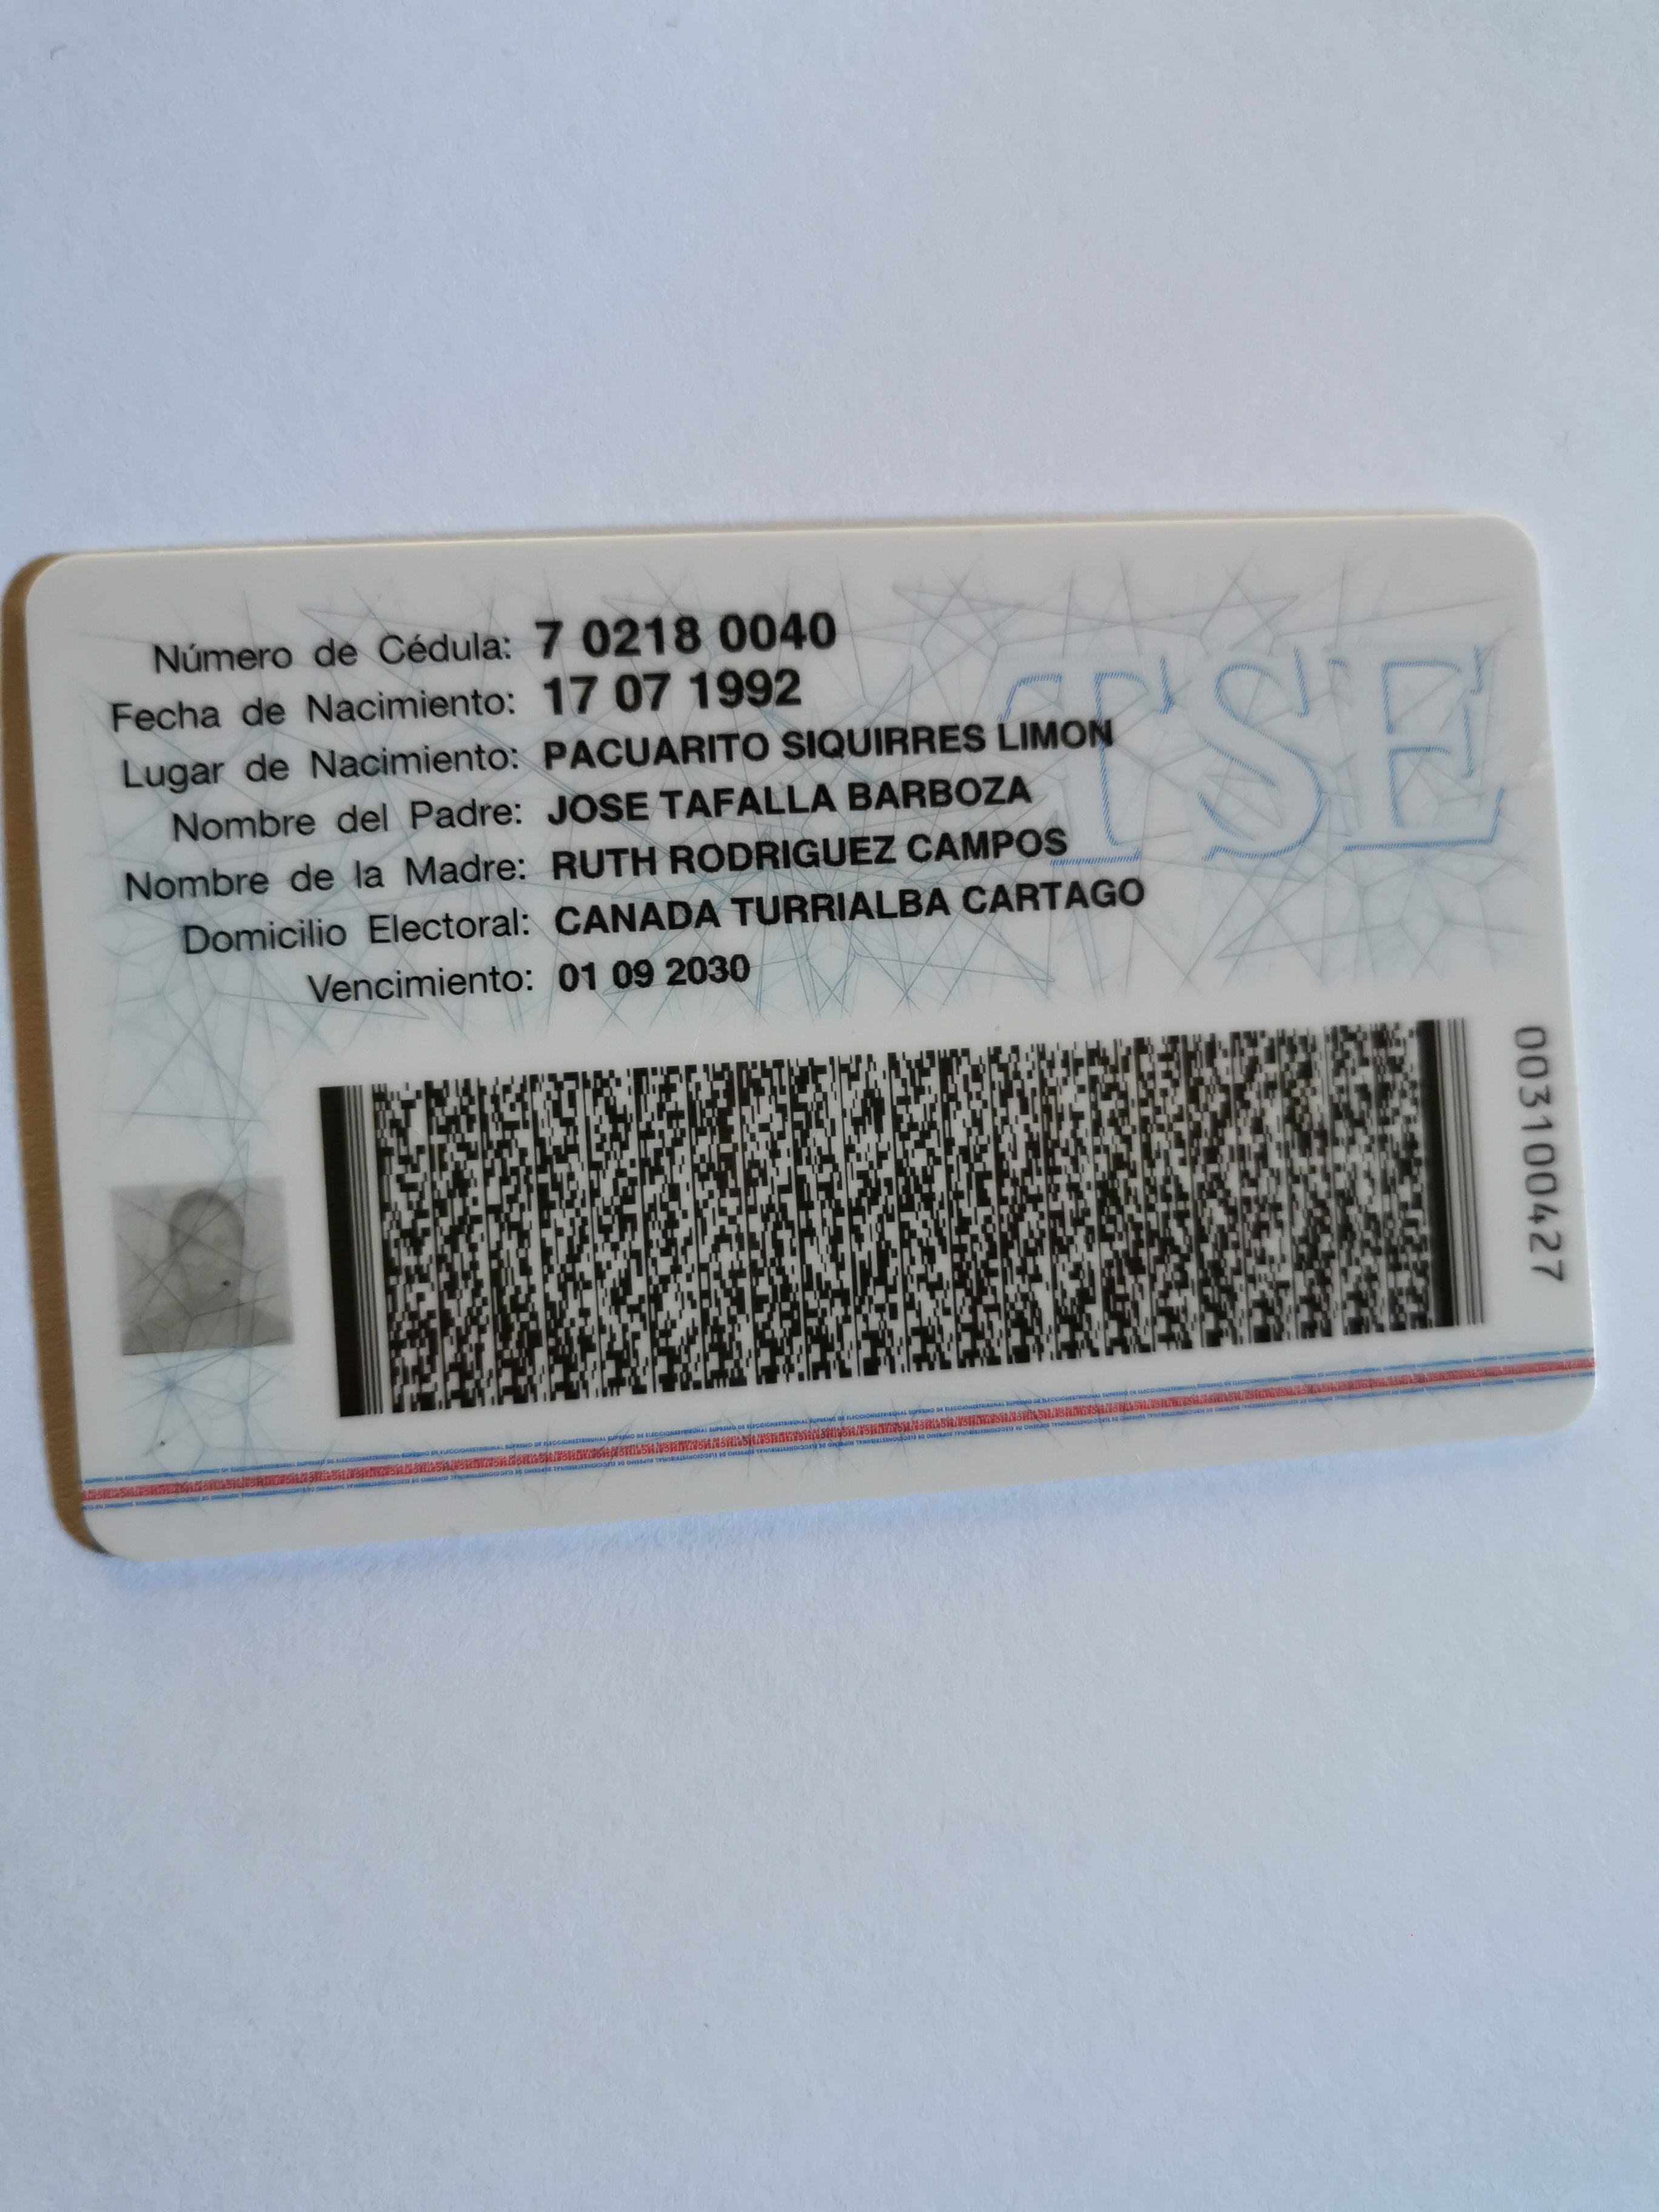 Número de Cédula: 7 0218 0040
Fecha de Nacimiento: 17 07 1992
Lugar de Nacimiento: PACUARITO SIQUIRRES LIMON
Nombre del Padre: JOSE TAFALLA BARBOZA
Nombre de la Madre: RUTH RODRIGUEZ CAMPOS
Domicilio Electoral: CANADA TURRIALBA CARTAGO
Vencimiento: 01 09 2030
TSE
003100427